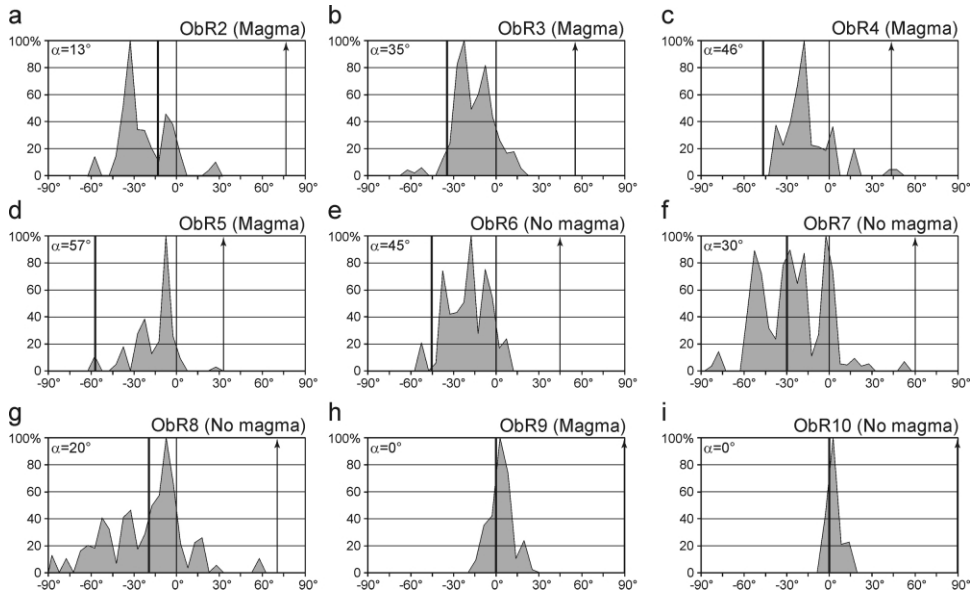 a ObR2 (Magma)
α=13°
100%
80
60
40
20
0
-90° -60 -30 0 30 60 90°
b ObR3 (Magma)
α=35°
100%
80
60
40
20
0
-90° -60 -30 0 30 60 90°
c ObR4 (Magma)
α=46°
100%
80
60
40
20
0
-90° -60 -30 0 30 60 90°
d ObR5 (Magma)
α=57°
100%
80
60
40
20
0
-90° -60 -30 0 30 60 90°
e ObR6 (No magma)
α=45°
100%
80
60
40
20
0
-90° -60 -30 0 30 60 90°
f ObR7 (No magma)
α=30°
100%
80
60
40
20
0
-90° -60 -30 0 30 60 90°
g ObR8 (No magma)
α=20°
100%
80
60
40
20
0
-90° -60 -30 0 30 60 90°
h ObR9 (Magma)
α=0°
100%
80
60
40
20
0
-90° -60 -30 0 30 60 90°
i ObR10 (No magma)
α=0°
100%
80
60
40
20
0
-90° -60 -30 0 30 60 90°